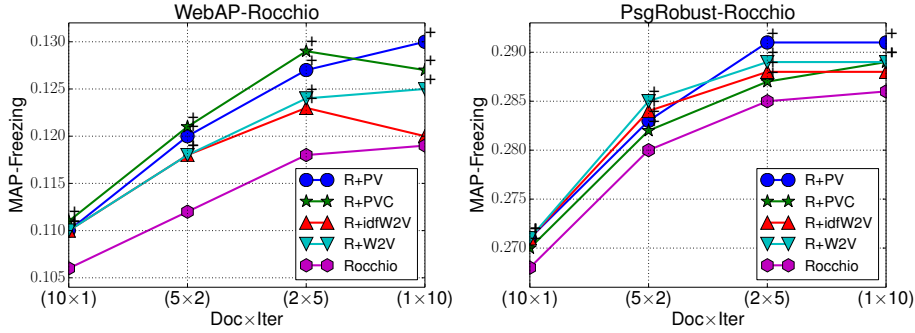 WebAP-Rocchio
MAP-Freezing
0.130
0.125
0.120
0.115
0.110
0.105
R+PV
R+PVC
R+idfW2V
R+W2V
Rocchio
(10×1) (5×2) (2×5) (1×10)
Doc×Iter
PsgRobust-Rocchio
MAP-Freezing
0.290
0.285
0.280
0.275
0.270
R+PV
R+PVC
R+idfW2V
R+W2V
Rocchio
(10×1) (5×2) (2×5) (1×10)
Doc×Iter